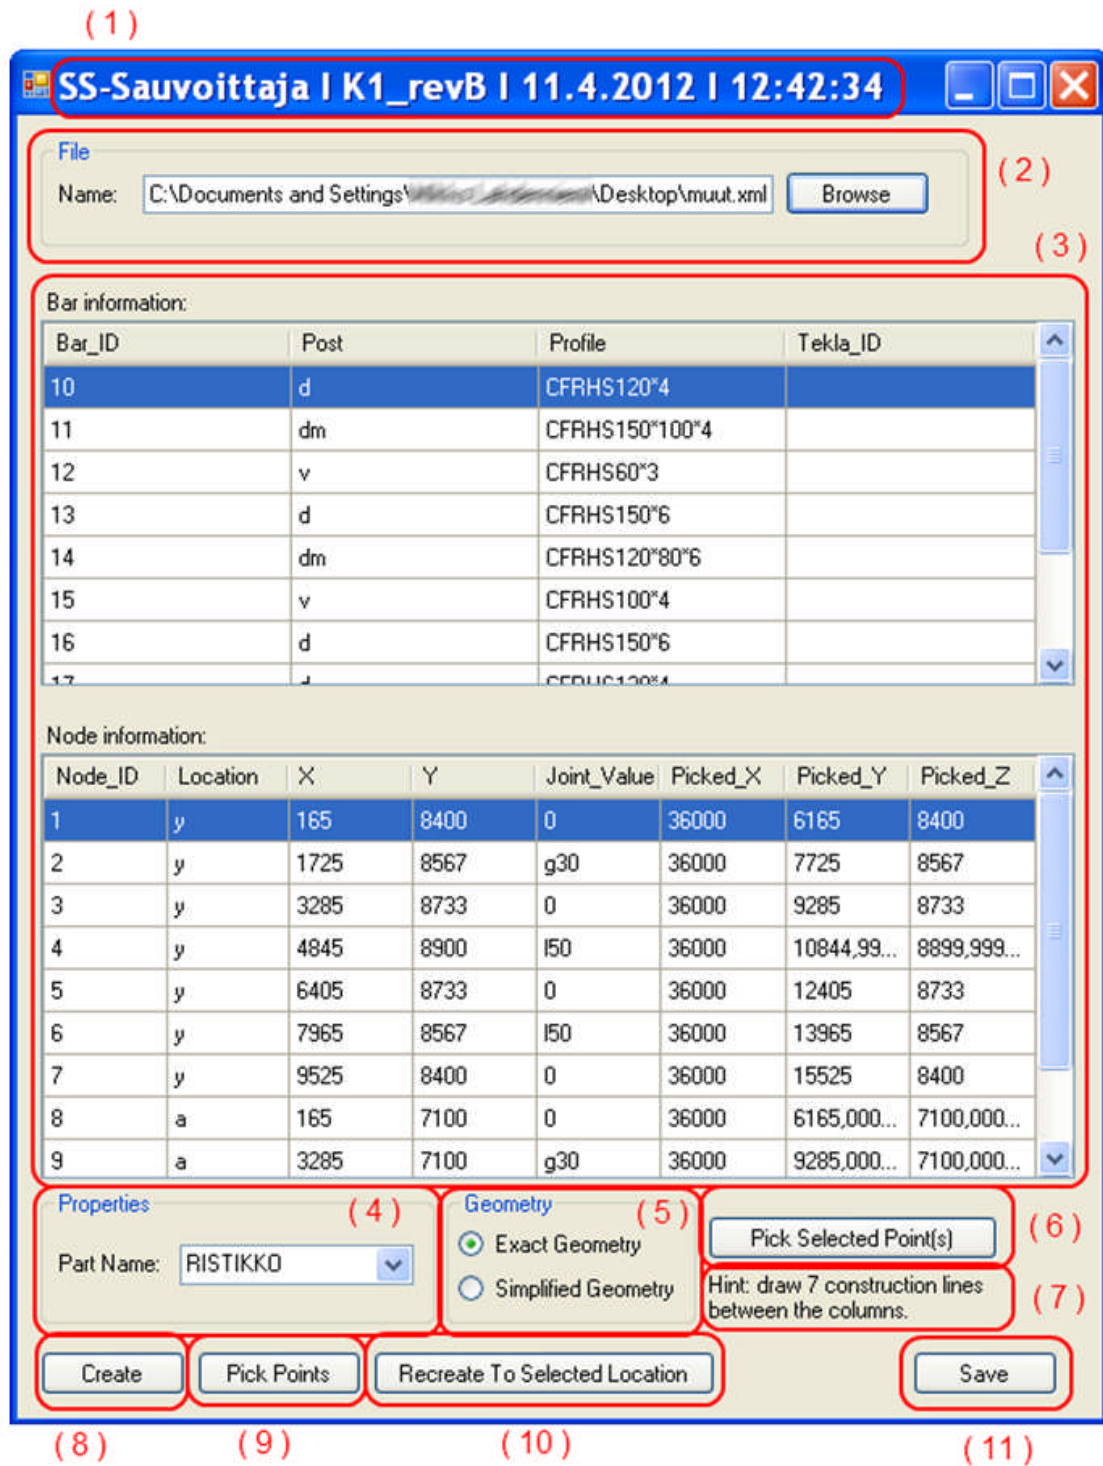 ( 1 )
SS-Sauvoittaja | K1_revB | 11.4.2012 | 12:42:34
File
( 2 )
Name: C:\Documents and Settings\ \Desktop\muut.xml Browse
( 3 )
Bar information:
Bar_ID Post Profile Tekla_ID
10 d CFRHS120*4
11 dm CFRHS150*100*4
12 v CFRHS60*3
13 d CFRHS150*6
14 dm CFRHS120*80*6
15 v CFRHS100*4
16 d CFRHS150*6
17 d CFRHS120*4
Node information:
Node_ID Location X Y Joint_Value Picked_X Picked_Y Picked_Z
1 y 165 8400 0 36000 6165 8400
2 y 1725 8567 g30 36000 7725 8567
3 y 3285 8733 0 36000 9285 8733
4 y 4845 8900 l50 36000 10844,99... 8899,999...
5 y 6405 8733 0 36000 12405 8733
6 y 7965 8567 l50 36000 13965 8567
7 y 9525 8400 0 36000 15525 8400
8 a 165 7100 0 36000 6165,000... 7100,000...
9 a 3285 7100 g30 36000 9285,000... 7100,000...
Properties ( 4 ) Geometry ( 5 )
Part Name: RISTIKKO Exact Geometry Pick Selected Point(s) ( 6 )
Simplified Geometry Hint: draw 7 construction lines
between the columns. ( 7 )
Create Pick Points Recreate To Selected Location Save
( 8 ) ( 9 ) ( 10 ) ( 11 )